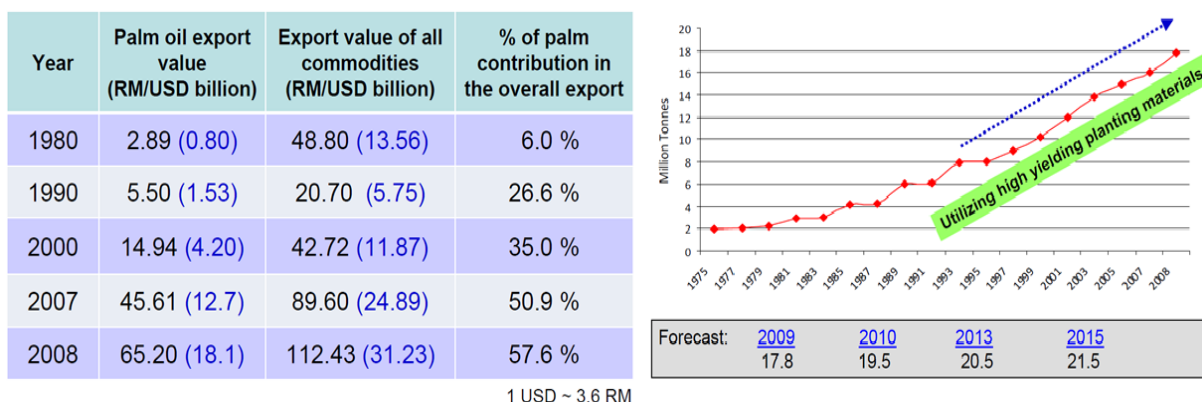 Year
Palm oil export
value
(RM/USD billion)
Export value of all
commodities
(RM/USD billion)
% of palm
contribution in
the overall export
1980 2.89 (0.80) 48.80 (13.56) 6.0 %
1990 5.50 (1.53) 20.70 (5.75) 26.6 %
2000 14.94 (4.20) 42.72 (11.87) 35.0 %
2007 45.61 (12.7) 89.60 (24.89) 50.9 %
2008 65.20 (18.1) 112.43 (31.23) 57.6 %
1 USD ~ 3.6 RM
Million Tonnes
20
18
16
14
12
10
8
6
4
2
0
Utilizing high yielding planting materials
1975 1977 1979 1981 1983 1985 1987 1989 1991 1993 1995 1997 1999 2001 2003 2005 2007 2008
Forecast: 2009 2010 2013 2015
17.8 19.5 20.5 21.5